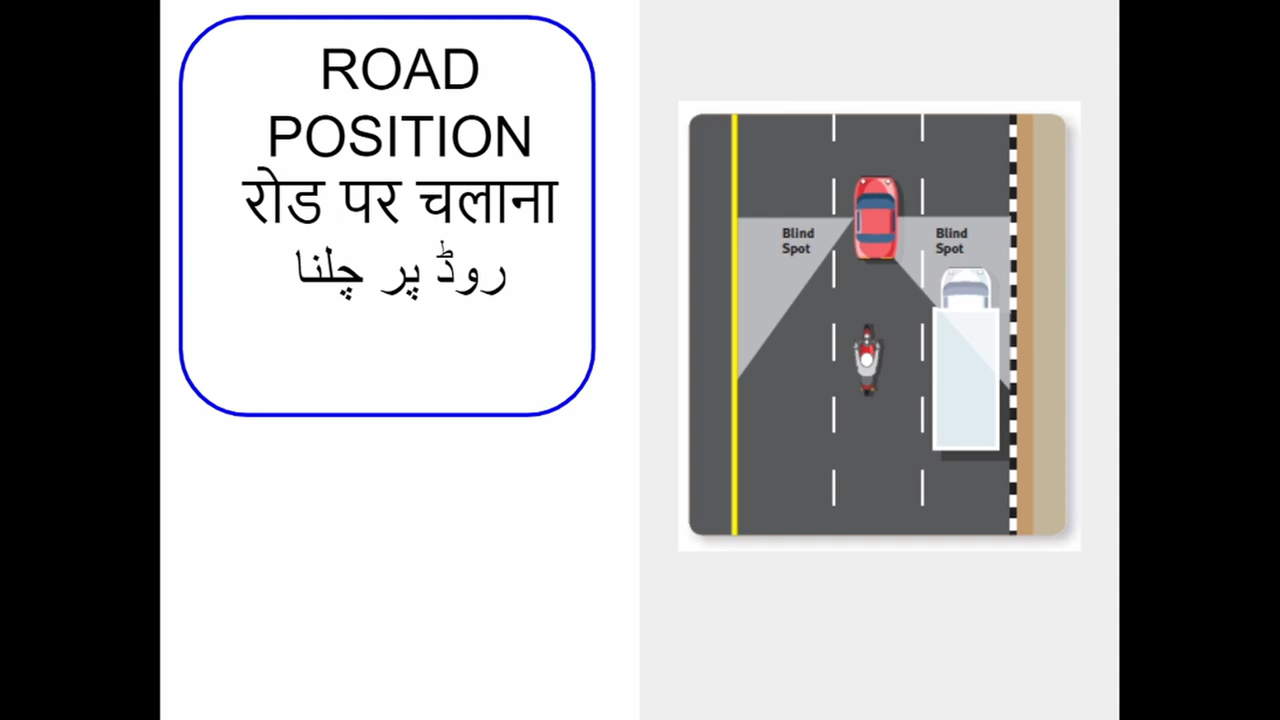 ROAD
POSITION
रोड पर चलाना
روڈ پر چلنا
Blind
Spot
Blind
Spot